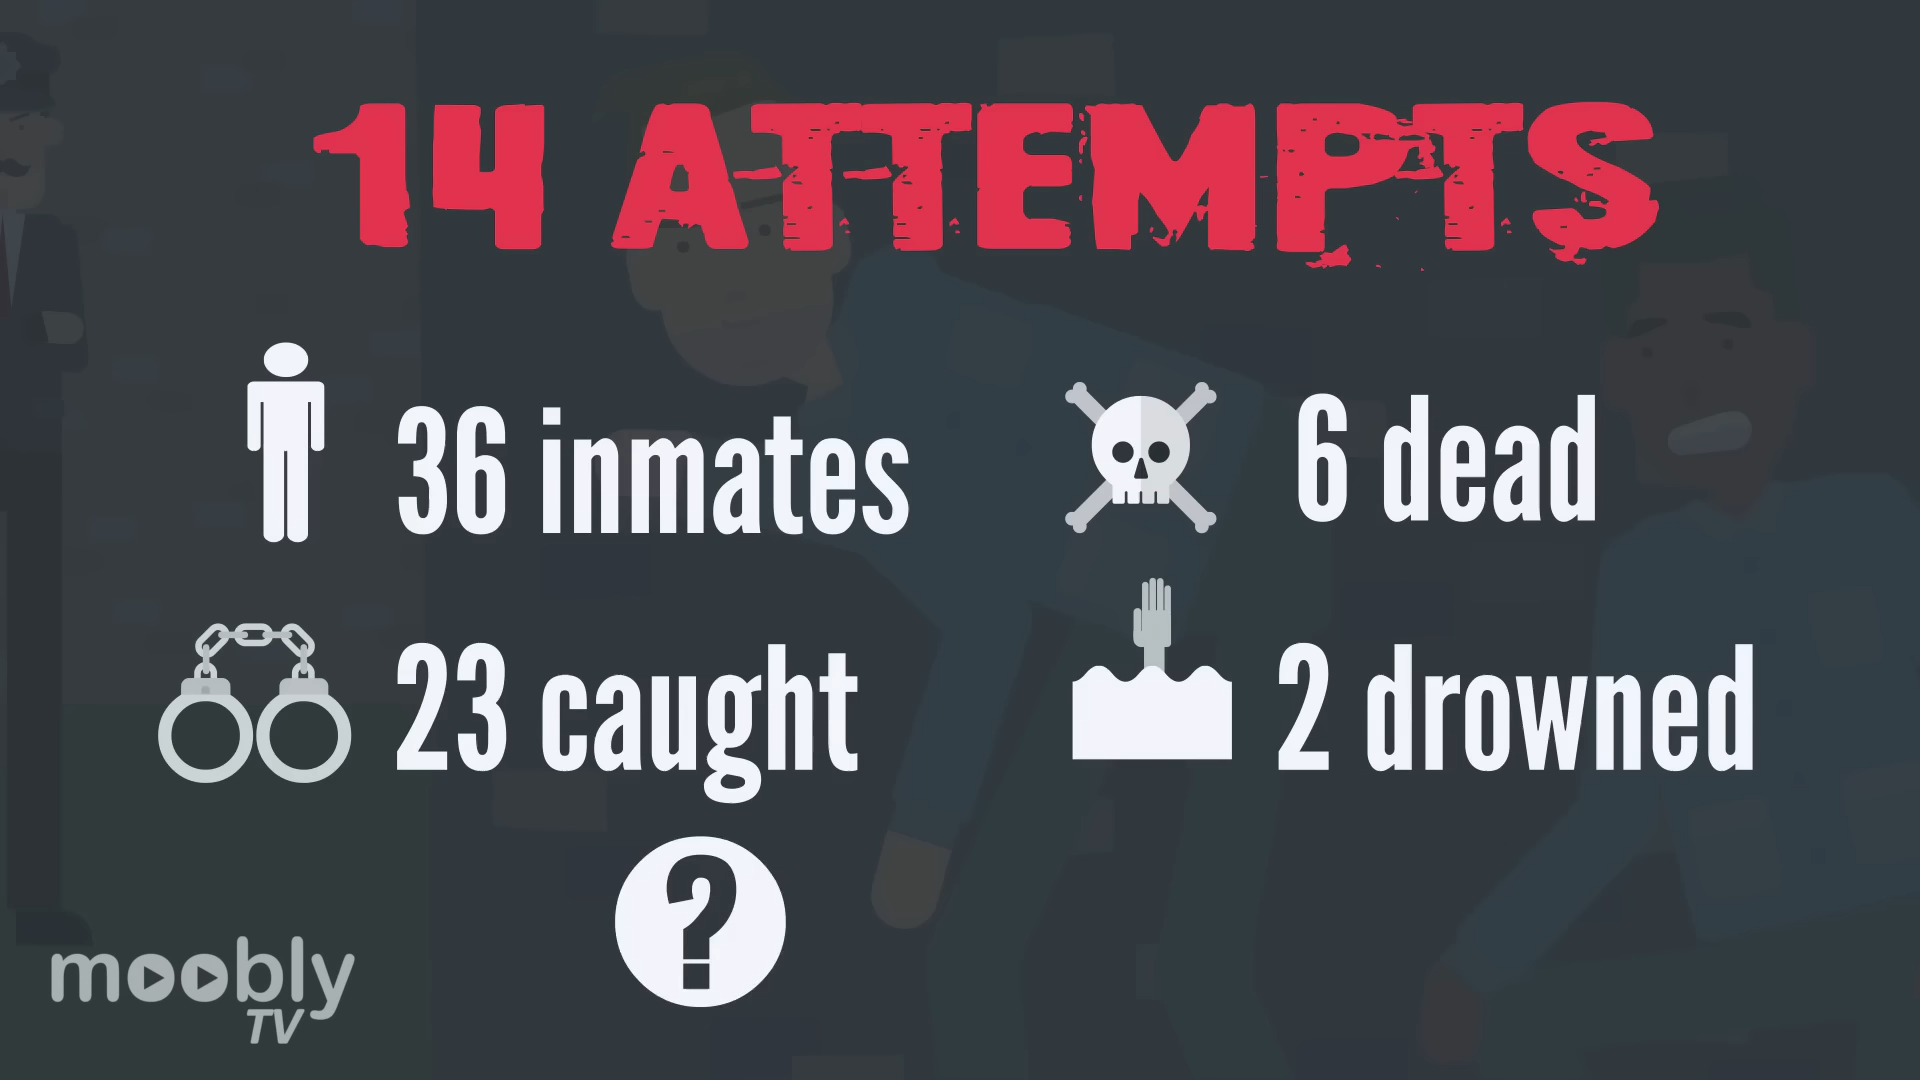 14 ATTEMPTS
36 inmates
6 dead
23 caught
2 drowned
?
moobly
TV